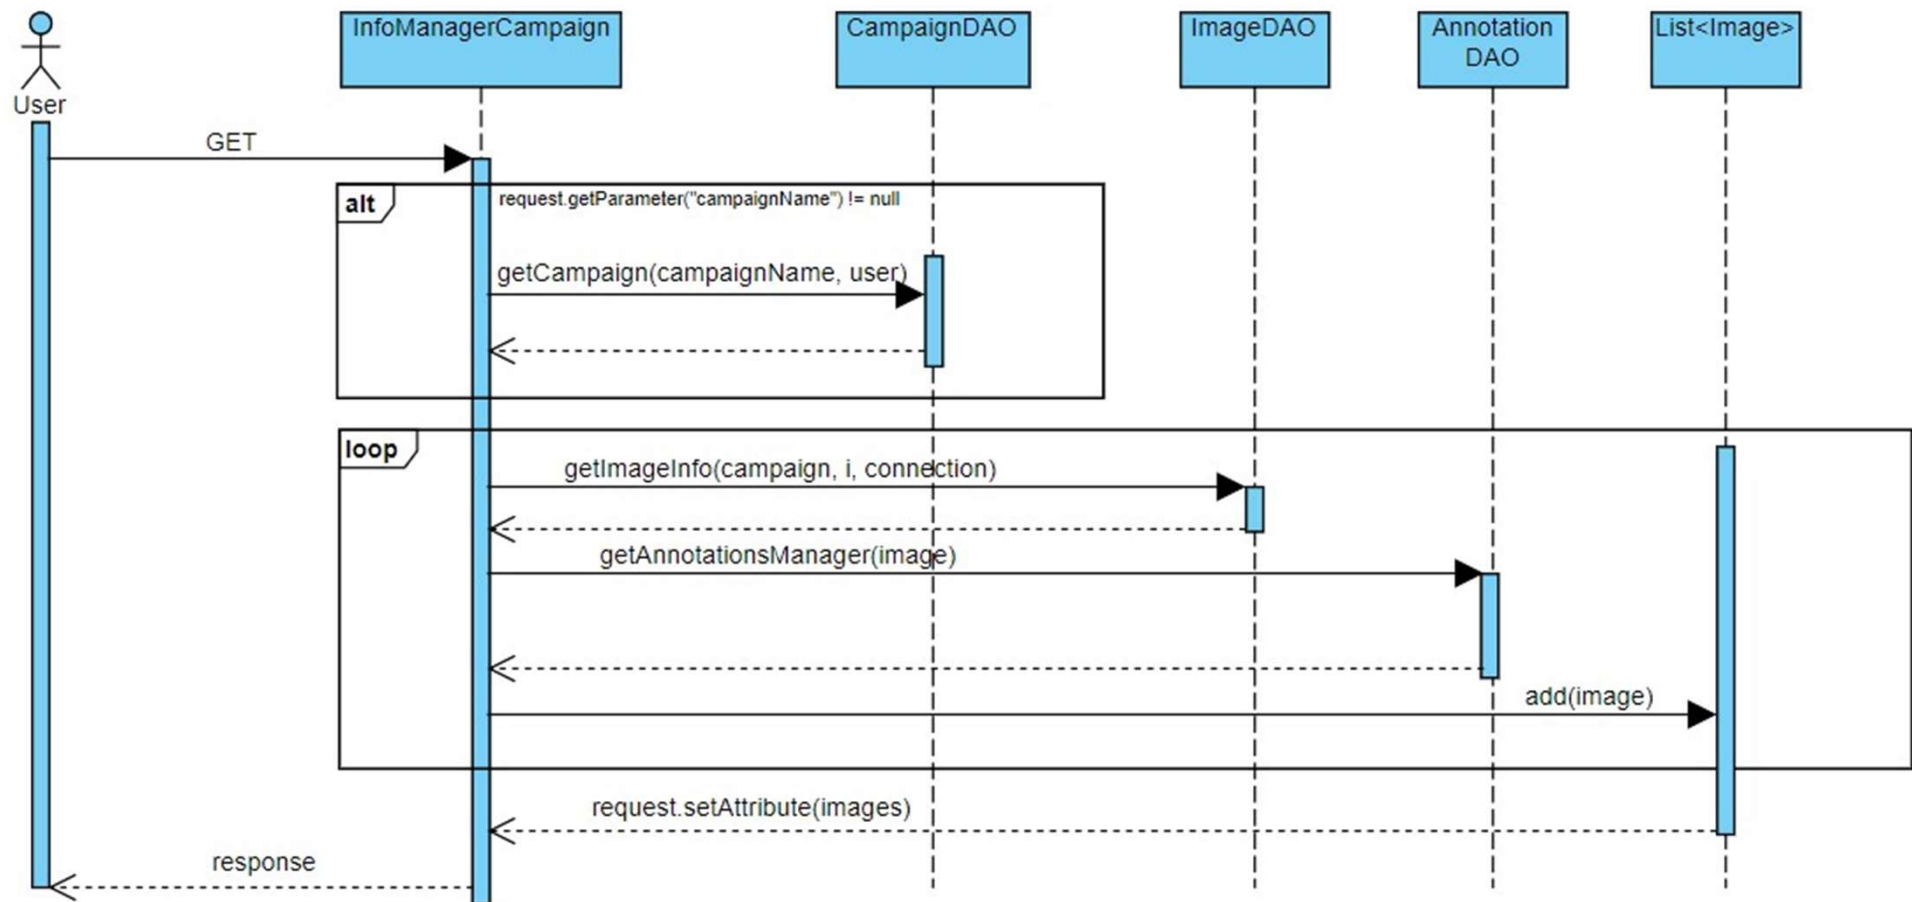 User
InfoManagerCampaign
CampaignDAO
ImageDAO
Annotation
DAO
List<Image>
GET
alt
request.getParameter("campaignName") != null
getCampaign(campaignName, user)
loop
getImageInfo(campaign, i, connection)
getAnnotationsManager(image)
add(image)
request.setAttribute(images)
response